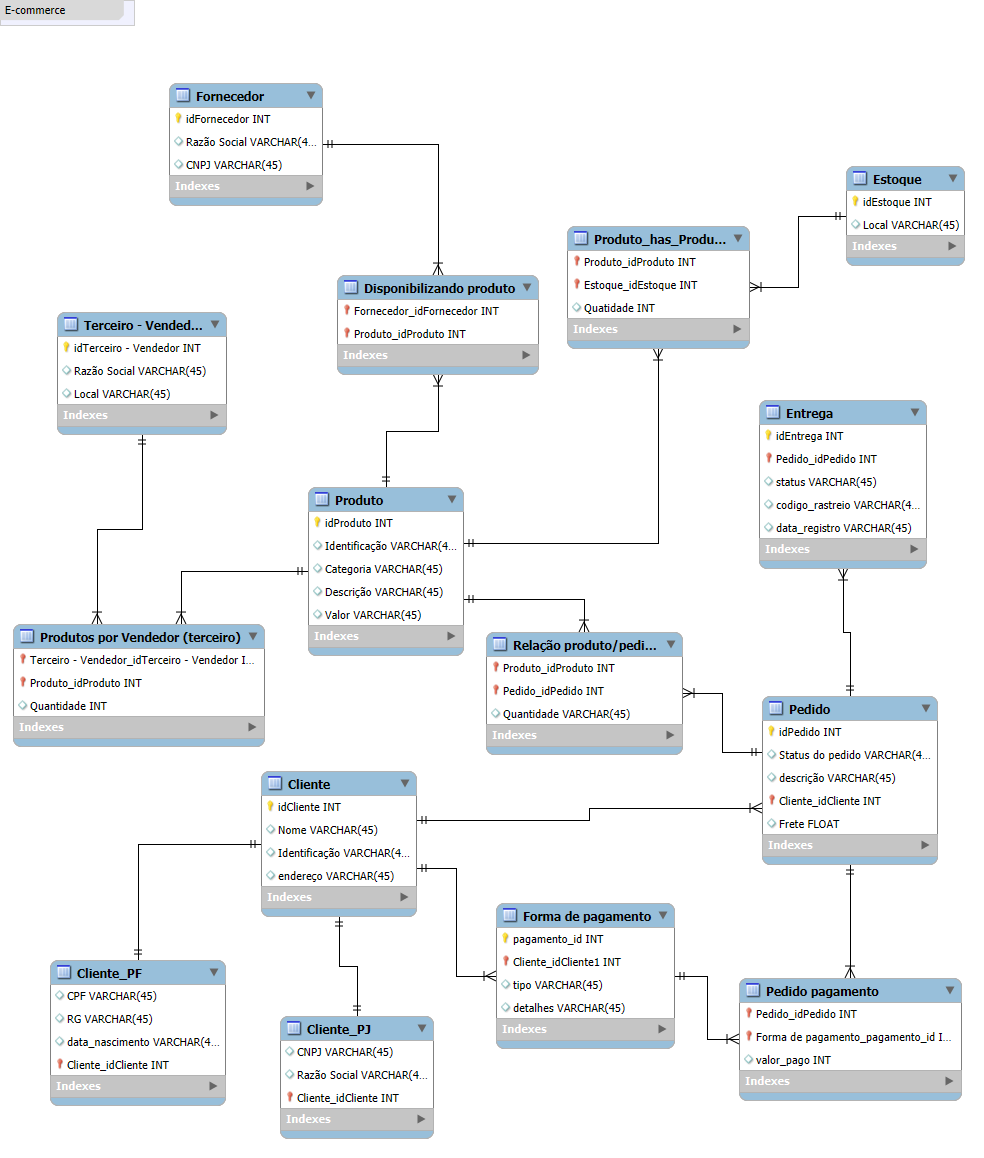 E-commerce
Fornecedor
idFornecedor INT
Razão Social VARCHAR(4...
CNPJ VARCHAR(45)
Indexes
Estoque
idEstoque INT
Local VARCHAR(45)
Indexes
Produto_has_Produ...
Produto_idProduto INT
Estoque_idEstoque INT
Quatidade INT
Indexes
Disponibilizando produto
Fornecedor_idFornecedor INT
Produto_idProduto INT
Indexes
Terceiro - Vended...
idTerceiro - Vendedor INT
Razão Social VARCHAR(45)
Local VARCHAR(45)
Indexes
Entrega
idEntrega INT
Pedido_idPedido INT
status VARCHAR(45)
codigo_rastreio VARCHAR(4...
data_registro VARCHAR(45)
Indexes
Produto
idProduto INT
Identificação VARCHAR(4...
Categoria VARCHAR(45)
Descrição VARCHAR(45)
Valor VARCHAR(45)
Indexes
Produtos por Vendedor (terceiro)
Terceiro - Vendedor_idTerceiro - Vendedor I...
Produto_idProduto INT
Quantidade INT
Indexes
Relação produto/pedi...
Produto_idProduto INT
Pedido_idPedido INT
Quantidade VARCHAR(45)
Indexes
Pedido
idPedido INT
Status do pedido VARCHAR(4...
descrição VARCHAR(45)
Cliente_idCliente INT
Frete FLOAT
Indexes
Cliente
idCliente INT
Nome VARCHAR(45)
Identificação VARCHAR(4...
endereço VARCHAR(45)
Indexes
Forma de pagamento
pagamento_id INT
Cliente_idCliente1 INT
tipo VARCHAR(45)
detalhes VARCHAR(45)
Indexes
Cliente_PF
CPF VARCHAR(45)
RG VARCHAR(45)
data_nascimento VARCHAR(4...
Cliente_idCliente INT
Indexes
Cliente_PJ
CNPJ VARCHAR(45)
Razão Social VARCHAR(4...
Cliente_idCliente INT
Indexes
Pedido pagamento
Pedido_idPedido INT
Forma de pagamento_pagamento_id I...
valor_pago INT
Indexes